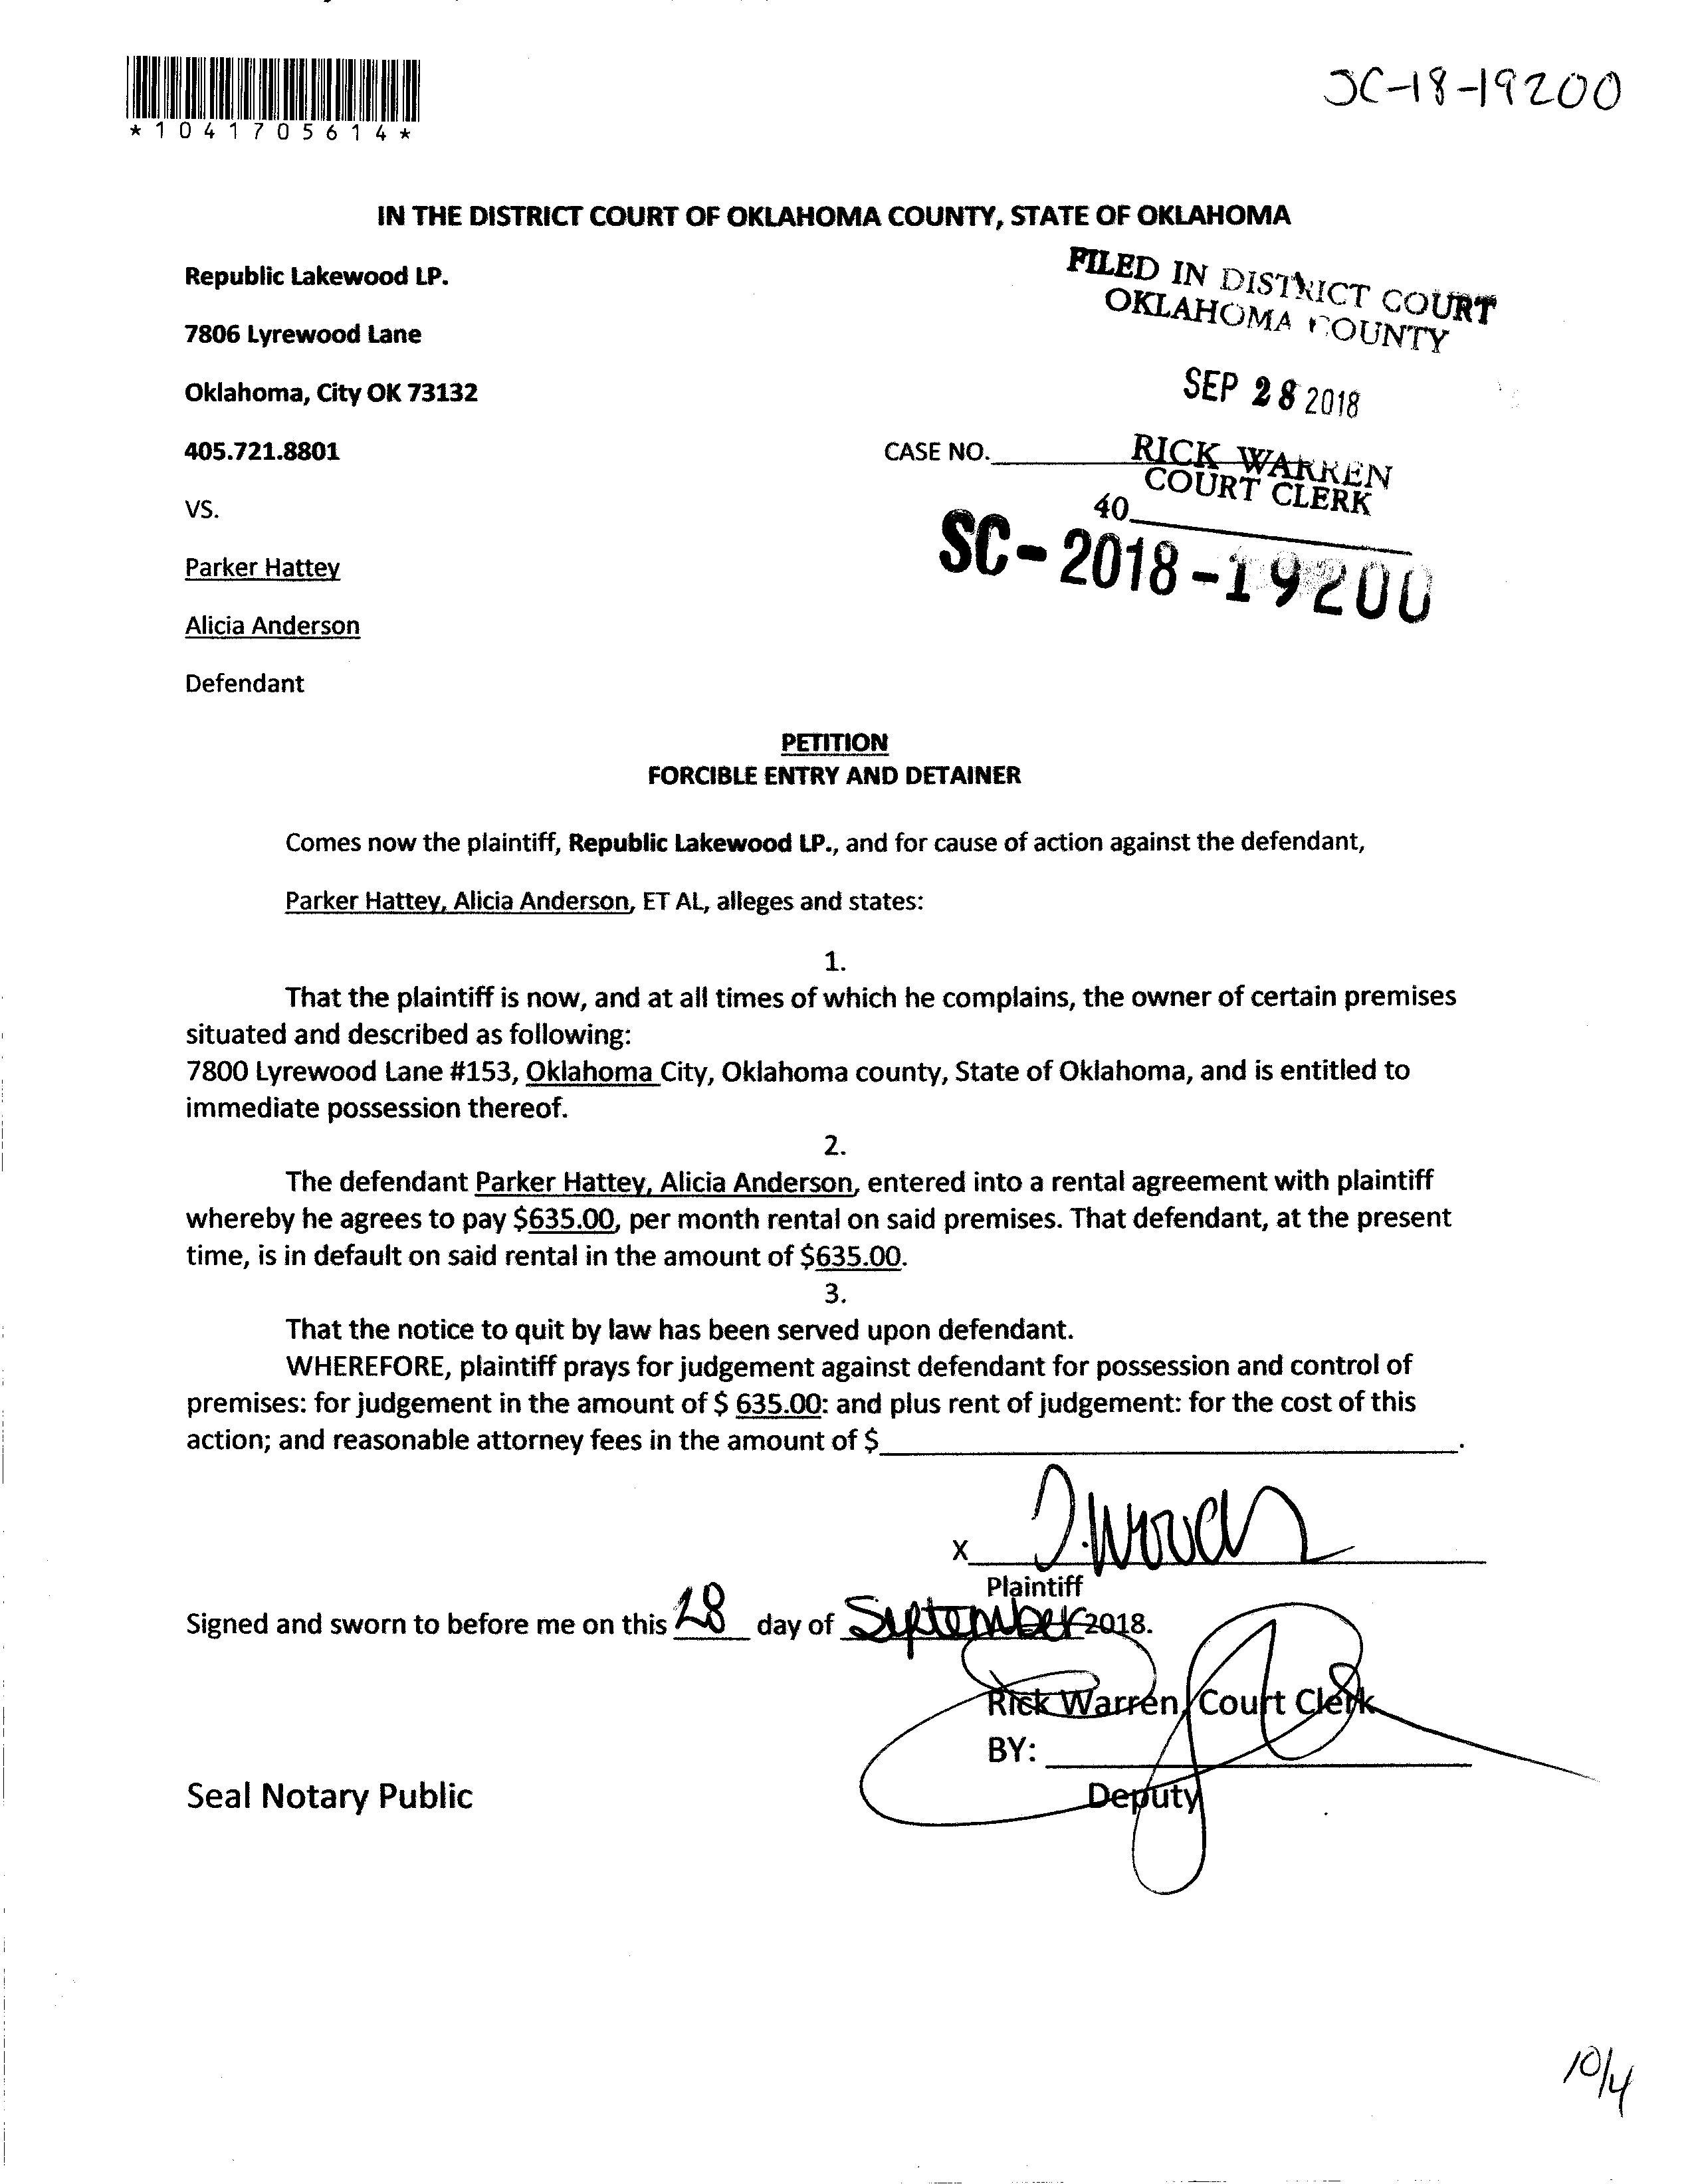 *1041705614*
SC-18-19200
IN THE DISTRICT COURT OF OKLAHOMA COUNTY, STATE OF OKLAHOMA
Republic Lakewood LP.
7806 Lyrewood Lane
Oklahoma, City OK 73132
405.721.8801
VS.
Parker Hattey
Alicia Anderson
Defendant
FILED IN DISTRICT COURT
OKLAHOMA COUNTY
SEP 28 2018
CASE NO.
RICK WARREN
COURT CLERK
40
SC-2018-19200
PETITION
FORCIBLE ENTRY AND DETAINER
Comes now the plaintiff, Republic Lakewood LP., and for cause of action against the defendant,
Parker Hattey, Alicia Anderson, ET AL, alleges and states:
1.
That the plaintiff is now, and at all times of which he complains, the owner of certain premises
situated and described as following:
7800 Lyrewood Lane #153, Oklahoma City, Oklahoma county, State of Oklahoma, and is entitled to
immediate possession thereof.
2.
The defendant Parker Hattey, Alicia Anderson, entered into a rental agreement with plaintiff
whereby he agrees to pay $635.00, per month rental on said premises. That defendant, at the present
time, is in default on said rental in the amount of $635.00.
3.
That the notice to quit by law has been served upon defendant.
WHEREFORE, plaintiff prays for judgement against defendant for possession and control of
premises: for judgement in the amount of $ 635.00: and plus rent of judgement: for the cost of this
action; and reasonable attorney fees in the amount of $.
X
Plaintiff
Signed and sworn to before me on this 28 day of September 2018.
Rick Warren, Court Clerk
BY:
Deputy
Seal Notary Public
10/4